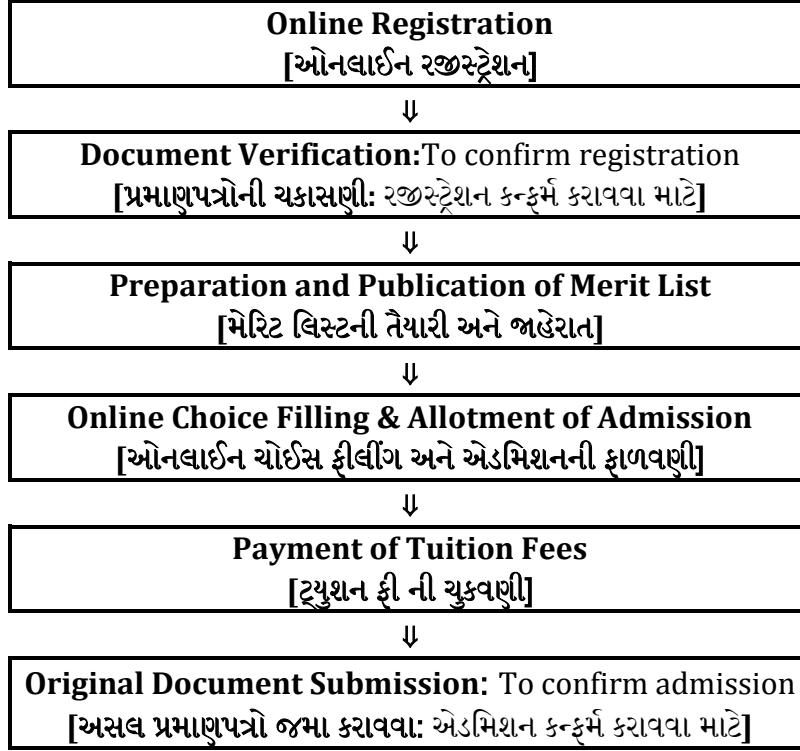 Online Registration
[ઓનલાઈન રજીસ્ટ્રેશન]
⇓
Document Verification:To confirm registration
[પ્રમાણપત્રોની ચકાસણી: રજીસ્ટ્રેશન કન્ફર્મ કરાવવા માટે]
⇓
Preparation and Publication of Merit List
[મેરિટ લિસ્ટની તૈયારી અને જાહેરાત]
⇓
Online Choice Filling & Allotment of Admission
[ઓનલાઈન ચોઈસ ફીલીંગ અને એડમિશનની ફાળવણી]
⇓
Payment of Tuition Fees
[ટ્યુશન ફી ની ચુકવણી]
⇓
Original Document Submission: To confirm admission
[અસલ પ્રમાણપત્રો જમા કરાવવા: એડમિશન કન્ફર્મ કરાવવા માટે]